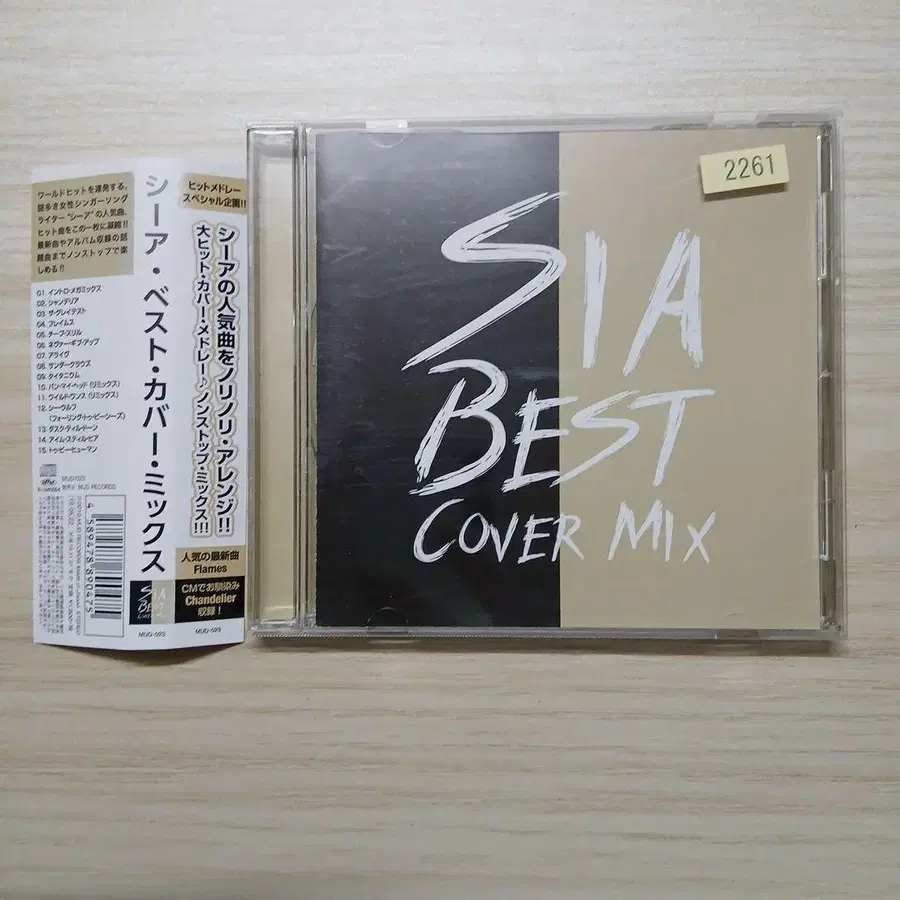 ワールドヒットを連発する、
謎多き女性シンガーソング
ライター"シーア"の人気曲、
ヒット曲をこの一枚に凝縮!!
最新曲やアルバム収録の話
題曲までノンストップで楽
しめる!!
01. イントロ・メガミックス
02. シャンデリア
03. ザ・グレイテスト
04. フレイムス
05. チープ・スリル
06. ネヴァー・ギブ・アップ
07. アライヴ
08. サンダークラウズ
09. タイタニウム
10. バン・マイ・ヘッド (リミックス)
11. ワイルド・ワンス (リミックス)
12. シーウルフ
(フォーリング・トゥ・ピーシーズ)
13. ダスク・ティル・ドーン
14. アイム・スティル・ヒア
15. トゥ・ビー・ヒューマン
MUD-023
発売元: MUD RECORDS
4 589478 890475
シーア・ベスト・カバー・ミックス
SIA
BEST
COVER
MUD-023
ヒットメドレー
スペシャル企画!!
シーアの人気曲をノリノリ・アレンジ!!
大ヒット・カバー・メドレー♪ノンストップ・ミックス!!!
人気の最新曲
Flames
CMでお馴染み
Chandelier
収録!
MUD-023
2261
SIA
BEST
COVER MIX